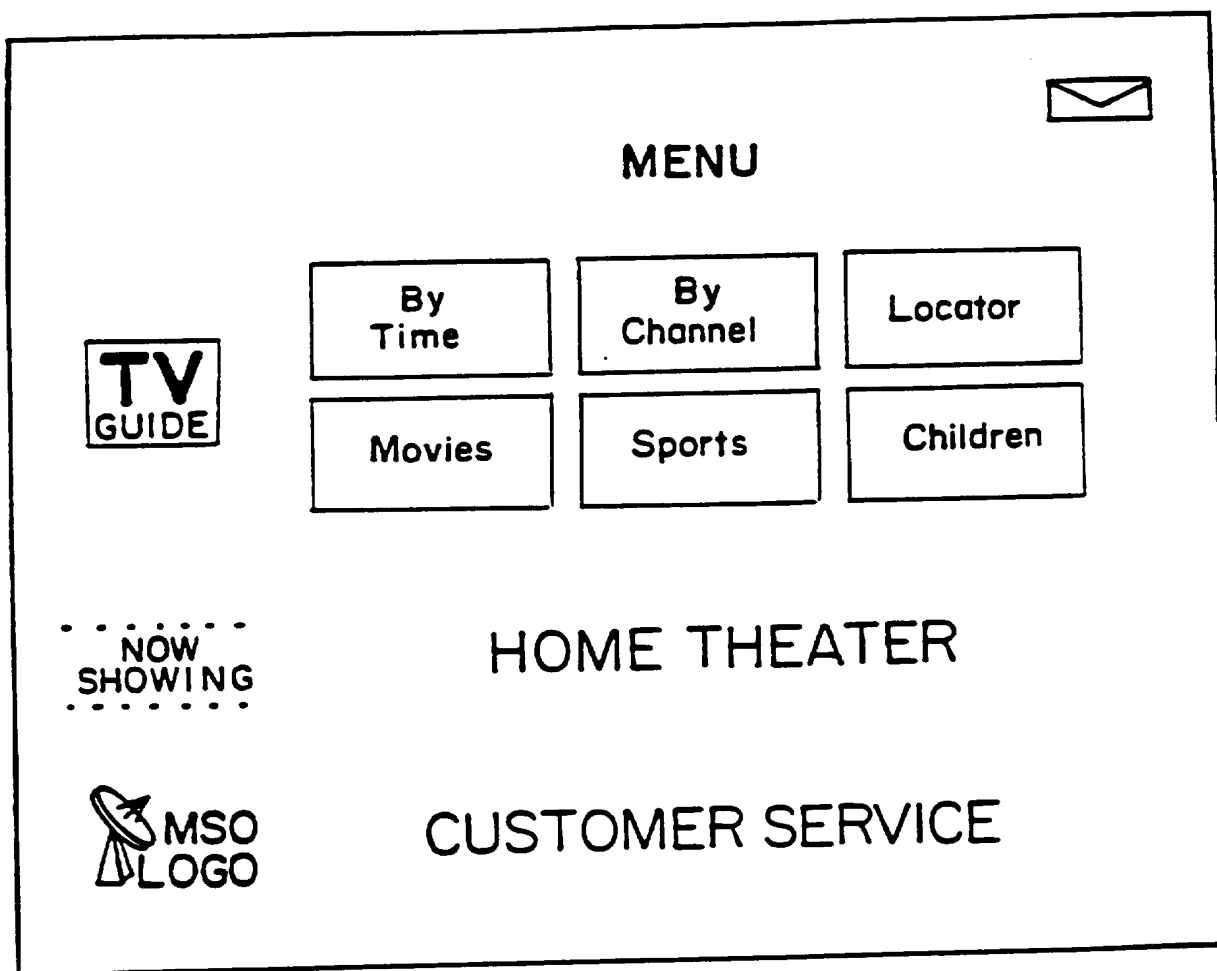 MENU
By
Time
By
Channel
Locator
TV
GUIDE
Movies
Sports
Children
NOW
SHOWING
HOME THEATER
MSO
LOGO
CUSTOMER SERVICE